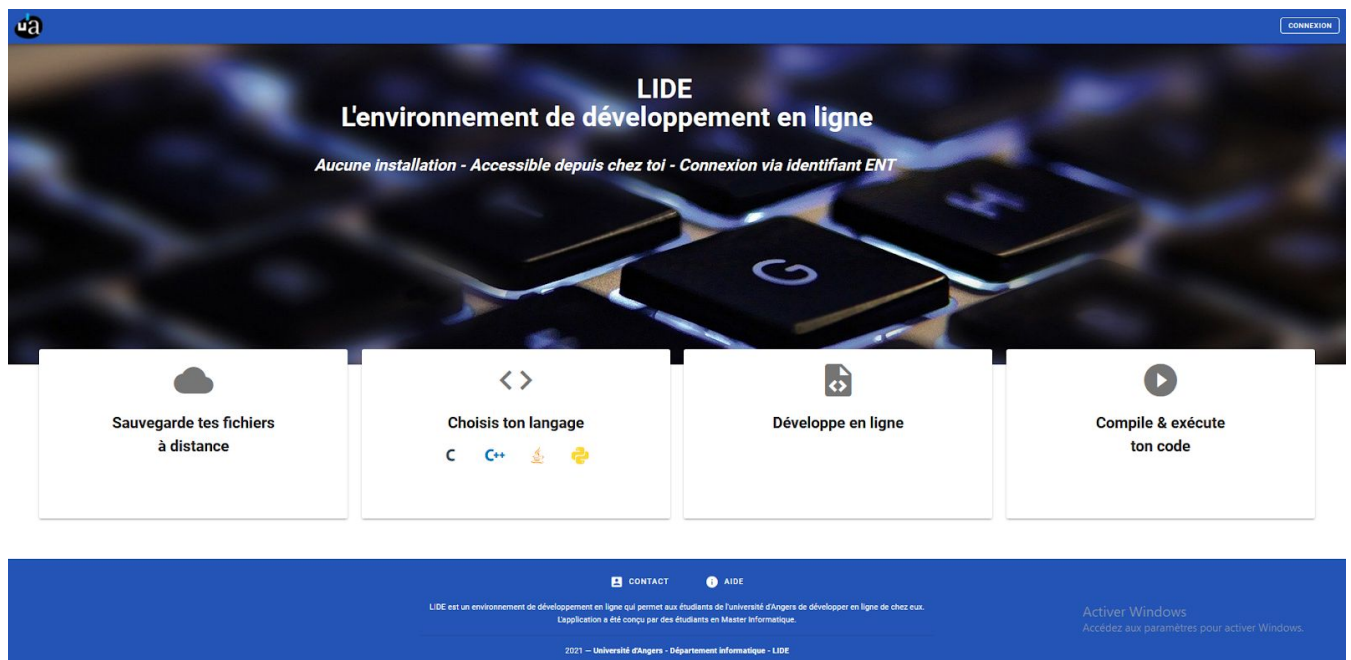 ua
CONNEXION
LIDE
L'environnement de développement en ligne
Aucune installation - Accessible depuis chez toi - Connexion via identifiant ENT
H
G
Sauvegarde tes fichiers
à distance
Choisis ton langage
C C++
Développe en ligne
Compile & exécute
ton code
CONTACT AIDE
LIDE est un environnement de développement en ligne qui permet aux étudiants de l'université d'Angers de développer en ligne de chez eux.
L'application a été conçu par des étudiants en Master Informatique.
Activer Windows
Accédez aux paramètres pour activer Windows.
2021 — Université d'Angers - Département informatique - LIDE